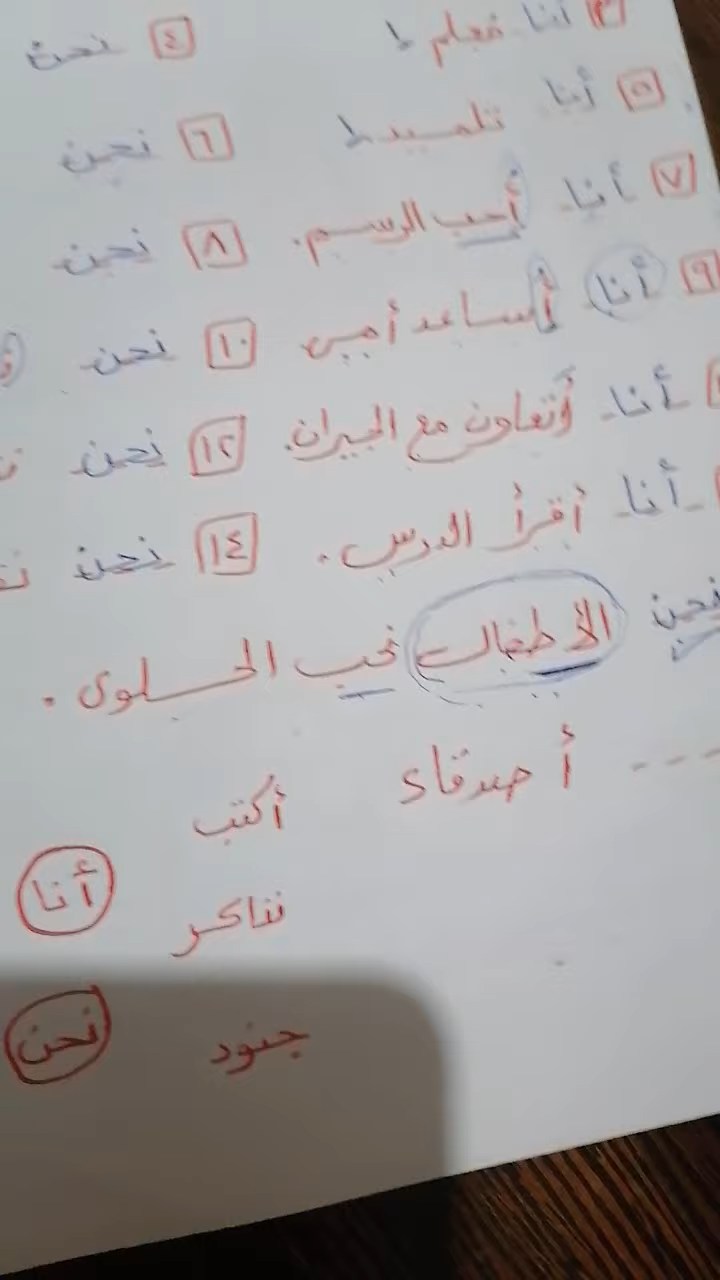 ٣ أنا معلم ٤ نحن
٥ أنا تلميذ ٦ نحن
٧ أنا أحب الرسم. ٨ نحن
٩ أنا أساعد أمي ١٠ نحن
أنا أتعاون مع الجيران. ١٢ نحن
أنا أقرأ الدرس. ١٤ نحن
نحن الأطفال نحب الحلوى.
--- أصدقاء
أكتب
أنا
نذاكر
جنود
نحن